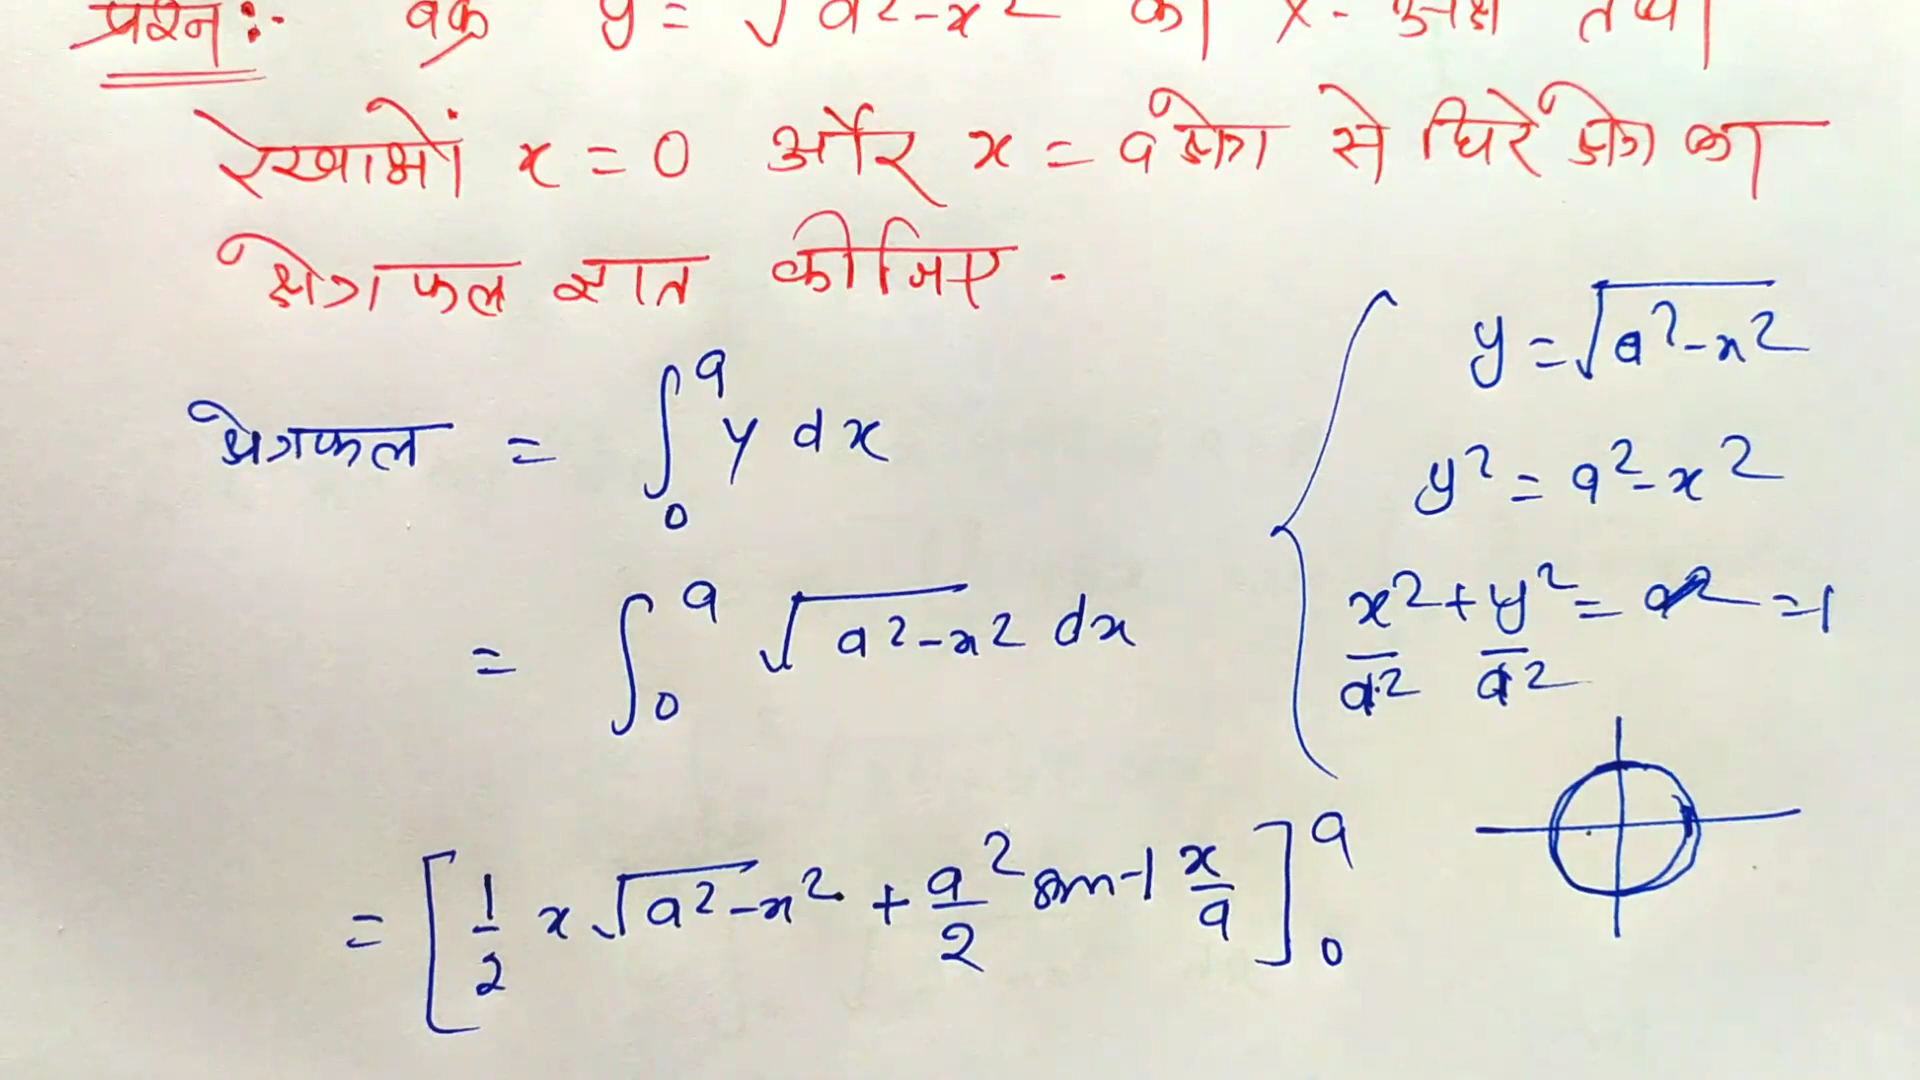 प्रश्न:- वक्र y = √a²-x² का x-अक्ष तथा
रेखाओं x = 0 और x = a क्षेत्र से घिरे क्षेत्र का
क्षेत्रफल ज्ञात कीजिए.
क्षेत्रफल = ∫₀ᵃ y dx
= ∫₀ᵃ √a²-x² dx
= [1/2 x √a²-x² + a²/2 sin-1 x/a]₀ᵃ
y = √a²-x²
y² = a²-x²
x²/a² + y²/a² = a² = 1